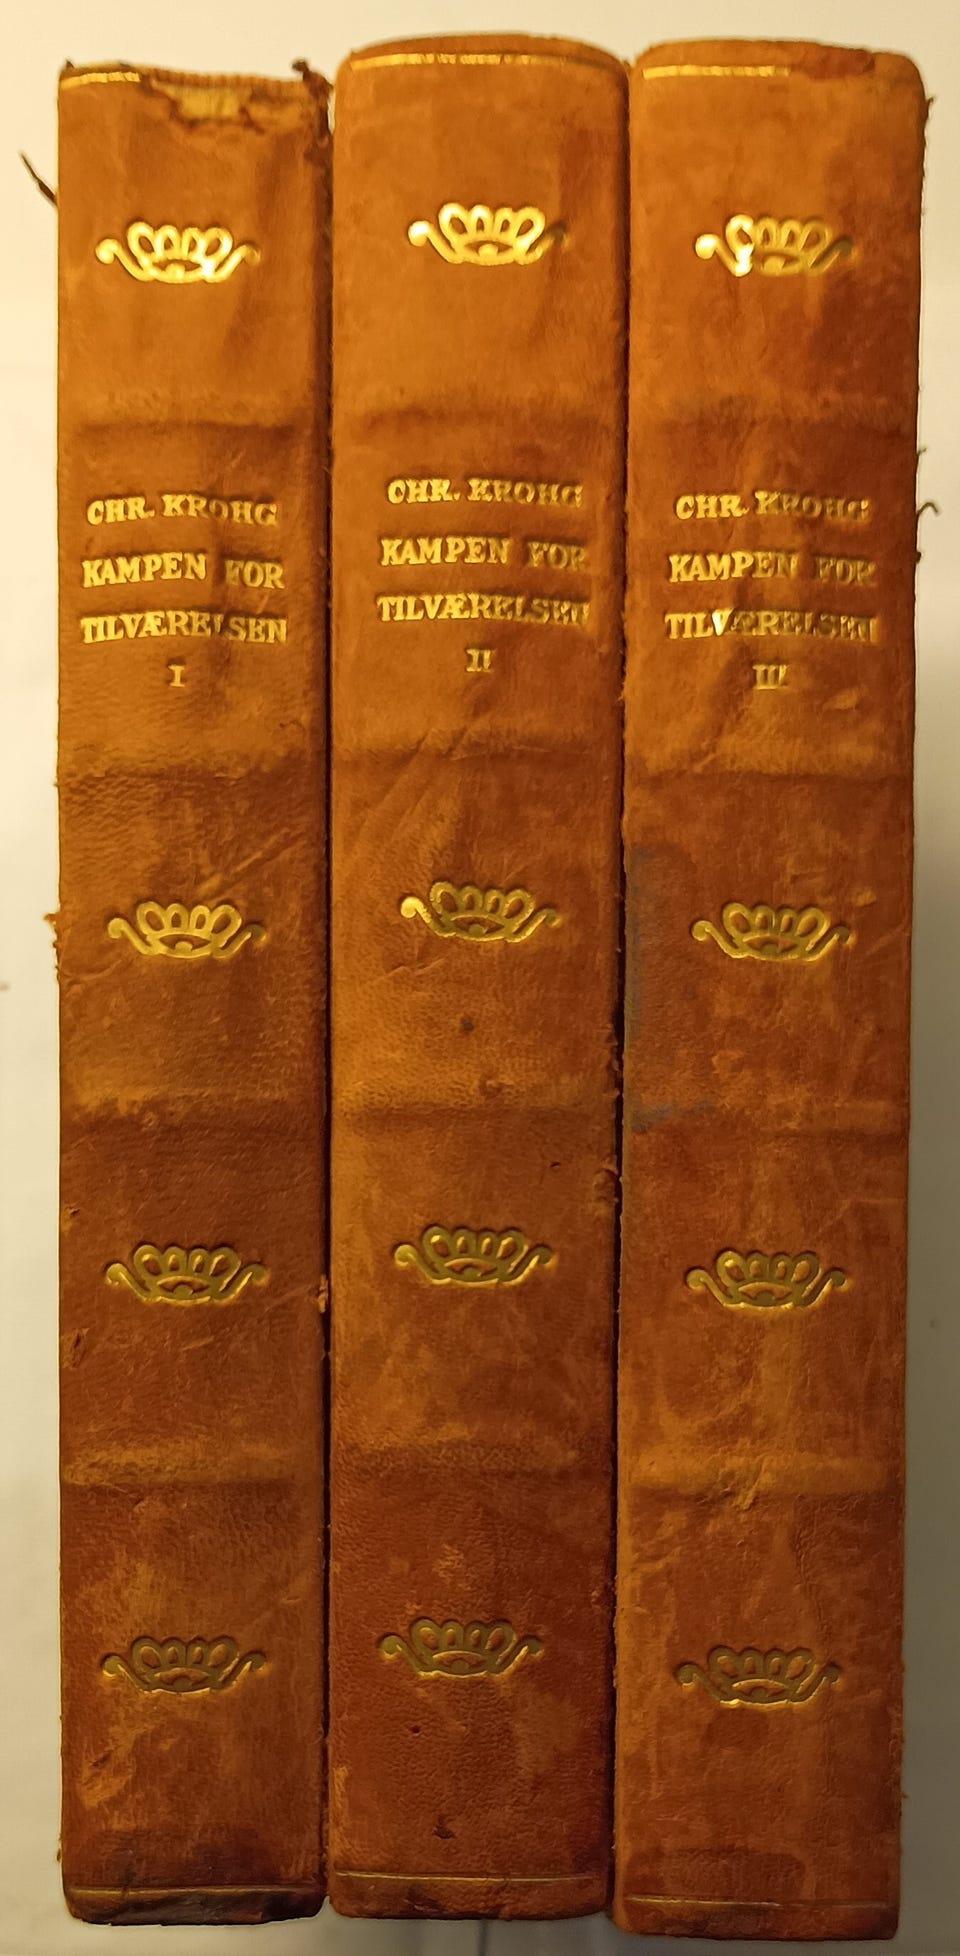 CHR. KROHG
KAMPEN FOR
TILVÆRELSEN
I
CHR. KROHG
KAMPEN FOR
TILVÆRELSEN
II
CHR. KROHG
KAMPEN FOR
TILVÆRELSEN
III